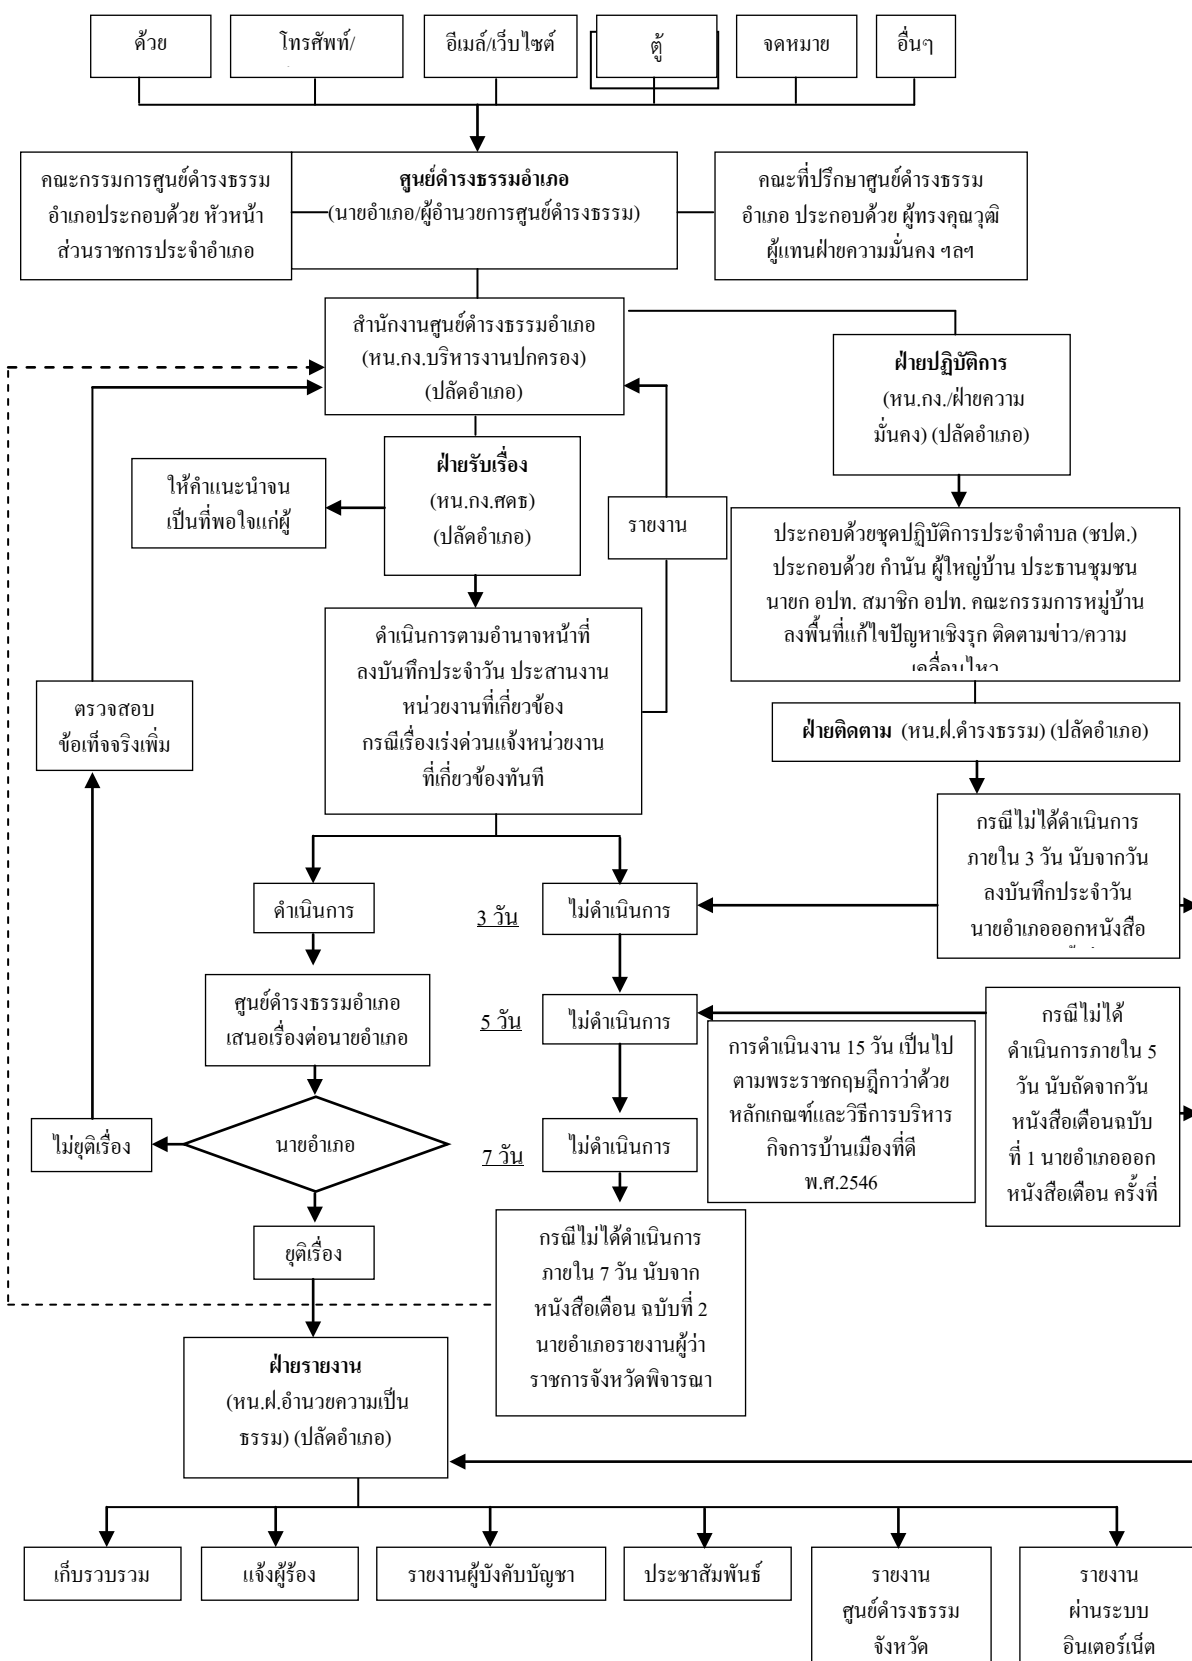 ด้วย
โทรศัพท์/
อีเมล์/เว็บไซต์
ตู้
จดหมาย
อื่นๆ
คณะกรรมการศูนย์ดำรงธรรม
อำเภอประกอบด้วย หัวหน้า
ส่วนราชการประจำอำเภอ
ศูนย์ดำรงธรรมอำเภอ
(นายอำเภอ/ผู้อำนวยการศูนย์ดำรงธรรม)
คณะที่ปรึกษาศูนย์ดำรงธรรม
อำเภอ ประกอบด้วย ผู้ทรงคุณวุฒิ
ผู้แทนฝ่ายความมั่นคง ฯลฯ
สำนักงานศูนย์ดำรงธรรมอำเภอ
(หน.กง.บริหารงานปกครอง)
(ปลัดอำเภอ)
ฝ่ายปฏิบัติการ
(หน.กง./ฝ่ายความ
มั่นคง) (ปลัดอำเภอ)
ฝ่ายรับเรื่อง
(หน.กง.ศดธ)
(ปลัดอำเภอ)
ให้คำแนะนำจน
เป็นที่พอใจแก่ผู้
รายงาน
ประกอบด้วยชุดปฏิบัติการประจำตำบล (ชปต.)
ประกอบด้วย กำนัน ผู้ใหญ่บ้าน ประธานชุมชน
นายก อปท. สมาชิก อปท. คณะกรรมการหมู่บ้าน
ลงพื้นที่แก้ไขปัญหาเชิงรุก ติดตามข่าว/ความ
เคลื่อนไหว
ดำเนินการตามอำนาจหน้าที่
ลงบันทึกประจำวัน ประสานงาน
หน่วยงานที่เกี่ยวข้อง
กรณีเรื่องเร่งด่วนแจ้งหน่วยงาน
ที่เกี่ยวข้องทันที
ตรวจสอบ
ข้อเท็จจริงเพิ่ม
ฝ่ายติดตาม (หน.ฝ.ดำรงธรรม) (ปลัดอำเภอ)
กรณีไม่ได้ดำเนินการ
ภายใน 3 วัน นับจากวัน
ลงบันทึกประจำวัน
นายอำเภอออกหนังสือ
ดำเนินการ
3 วัน
ไม่ดำเนินการ
ศูนย์ดำรงธรรมอำเภอ
เสนอเรื่องต่อนายอำเภอ
5 วัน
ไม่ดำเนินการ
กรณีไม่ได้
ดำเนินการภายใน 5
วัน นับถัดจากวัน
หนังสือเตือนฉบับ
ที่ 1 นายอำเภอออก
หนังสือเตือน ครั้งที่
การดำเนินงาน 15 วัน เป็นไป
ตามพระราชกฤษฎีกาว่าด้วย
หลักเกณฑ์และวิธีการบริหาร
กิจการบ้านเมืองที่ดี
พ.ศ.2546
ไม่ยุติเรื่อง
นายอำเภอ
7 วัน
ไม่ดำเนินการ
ยุติเรื่อง
กรณีไม่ได้ดำเนินการ
ภายใน 7 วัน นับจาก
หนังสือเตือน ฉบับที่ 2
นายอำเภอรายงานผู้ว่า
ราชการจังหวัดพิจารณา
ฝ่ายรายงาน
(หน.ฝ.อำนวยความเป็น
ธรรม) (ปลัดอำเภอ)
เก็บรวบรวม
แจ้งผู้ร้อง
รายงานผู้บังคับบัญชา
ประชาสัมพันธ์
รายงาน
ศูนย์ดำรงธรรม
จังหวัด
รายงาน
ผ่านระบบ
อินเตอร์เน็ต